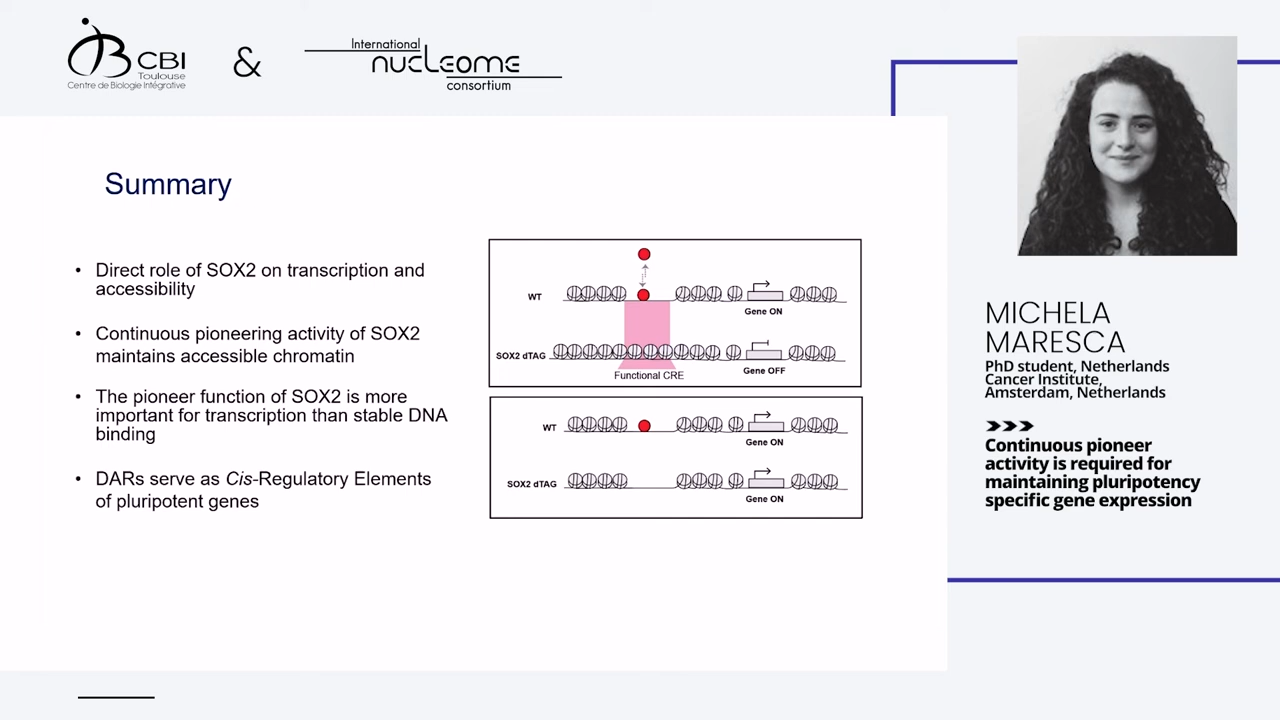 CBI
Toulouse
Centre de Biologie Intégrative
&
International
nucleome
consortium
Summary
• Direct role of SOX2 on transcription and
accessibility
• Continuous pioneering activity of SOX2
maintains accessible chromatin
• The pioneer function of SOX2 is more
important for transcription than stable DNA
binding
• DARs serve as Cis-Regulatory Elements
of pluripotent genes
WT
Gene ON
SOX2 dTAG
Functional CRE
Gene OFF
WT
Gene ON
SOX2 dTAG
Gene ON
MICHELA
MARESCA
PhD student, Netherlands
Cancer Institute,
Amsterdam, Netherlands
Continuous pioneer
activity is required for
maintaining pluripotency
specific gene expression